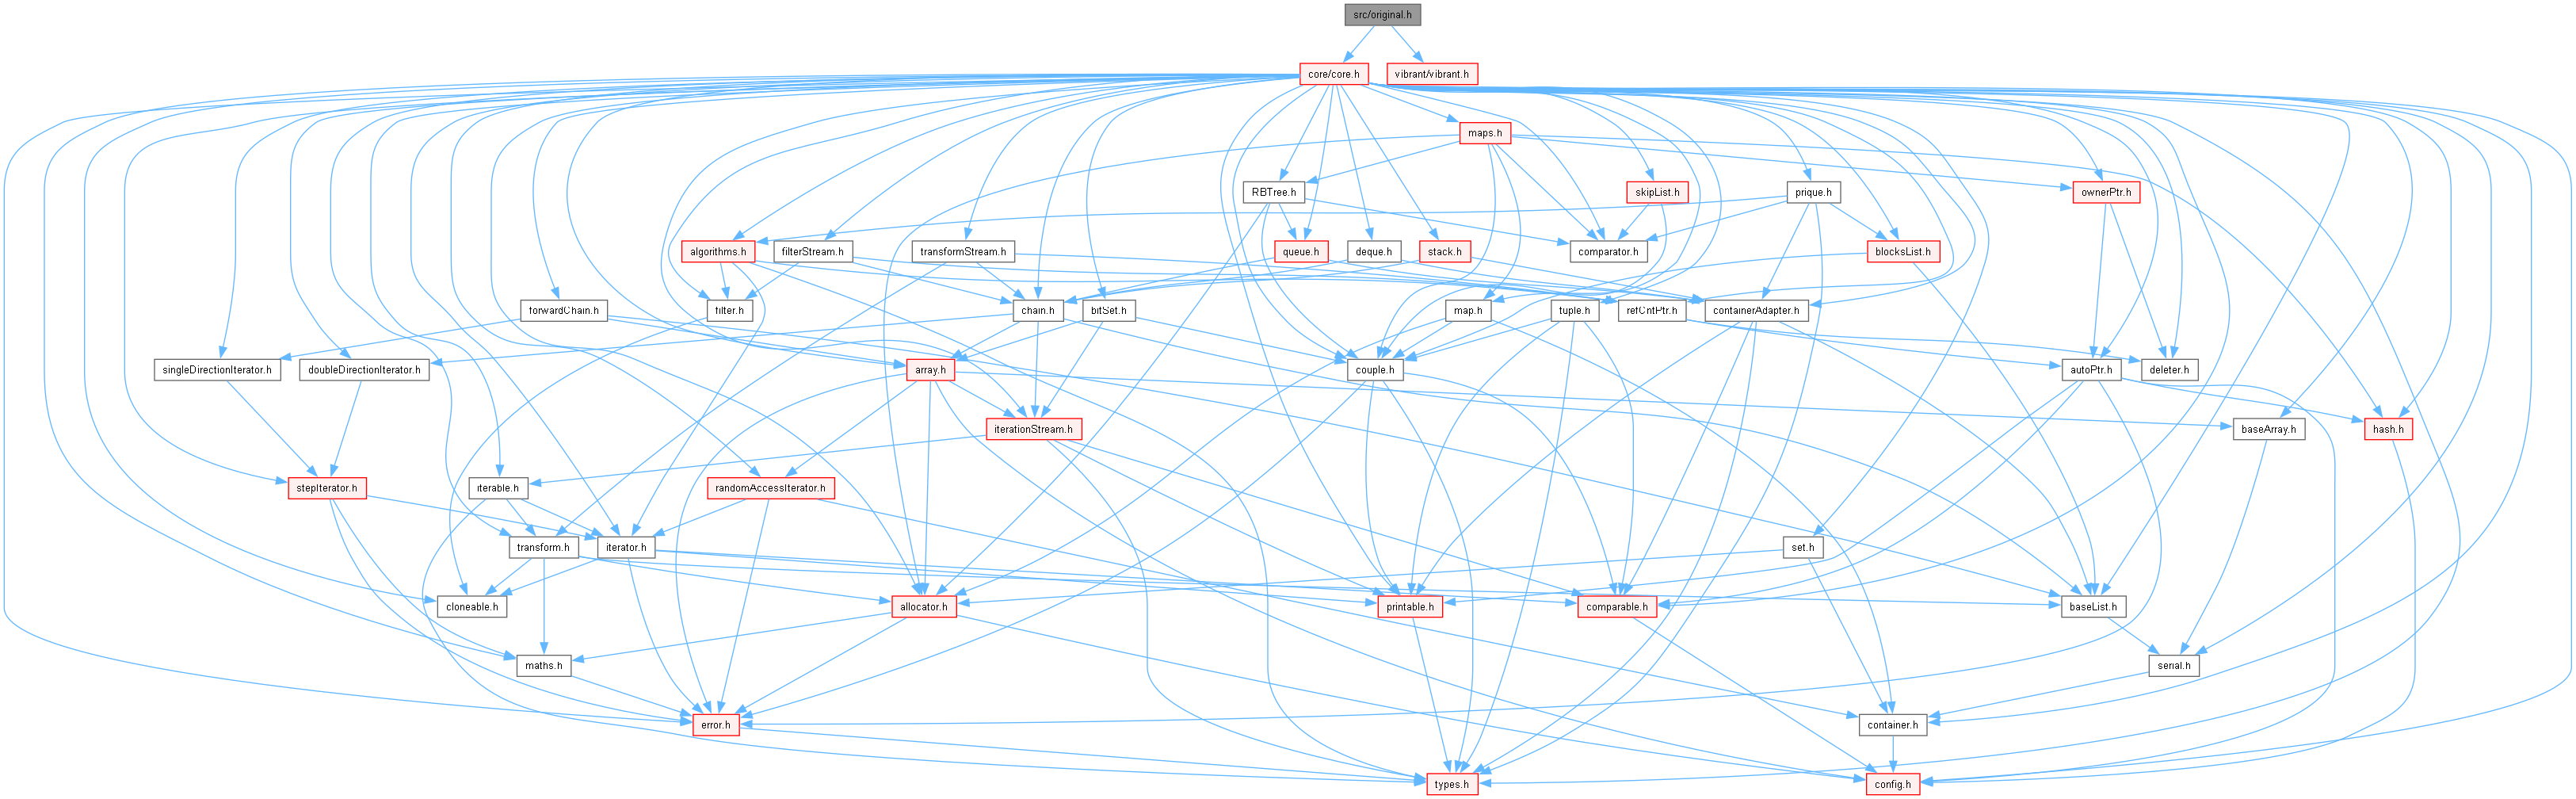 src/original.h
core/core.h
vibrant/vibrant.h
maps.h
RBTree.h
skipList.h
prique.h
ownerPtr.h
algorithms.h
filterStream.h
transformStream.h
queue.h
deque.h
stack.h
comparator.h
blocksList.h
forwardChain.h
filter.h
chain.h
bitSet.h
map.h
tuple.h
refCntPtr.h
containerAdapter.h
singleDirectionIterator.h
doubleDirectionIterator.h
array.h
couple.h
autoPtr.h
deleter.h
iterationStream.h
baseArray.h
hash.h
stepIterator.h
iterable.h
randomAccessIterator.h
transform.h
iterator.h
set.h
cloneable.h
allocator.h
printable.h
comparable.h
baseList.h
maths.h
serial.h
error.h
container.h
types.h
config.h